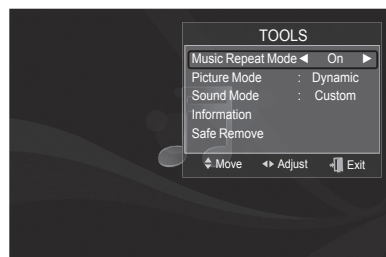 TOOLS
Music Repeat Mode ◀ On ▶
Picture Mode : Dynamic
Sound Mode : Custom
Information
Safe Remove
Move Adjust Exit